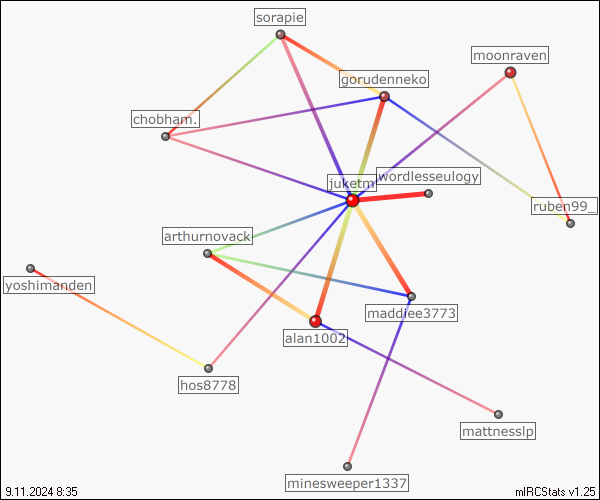 sorapie
moonraven
gorudenneko
chobham.
juketm
wordlesseulogy
ruben99_
arthurnovack
yoshimanden
maddiee3773
alan1002
hos8778
mattnesslp
minesweeper1337
9.11.2024 8:35
mIRCStats v1.25